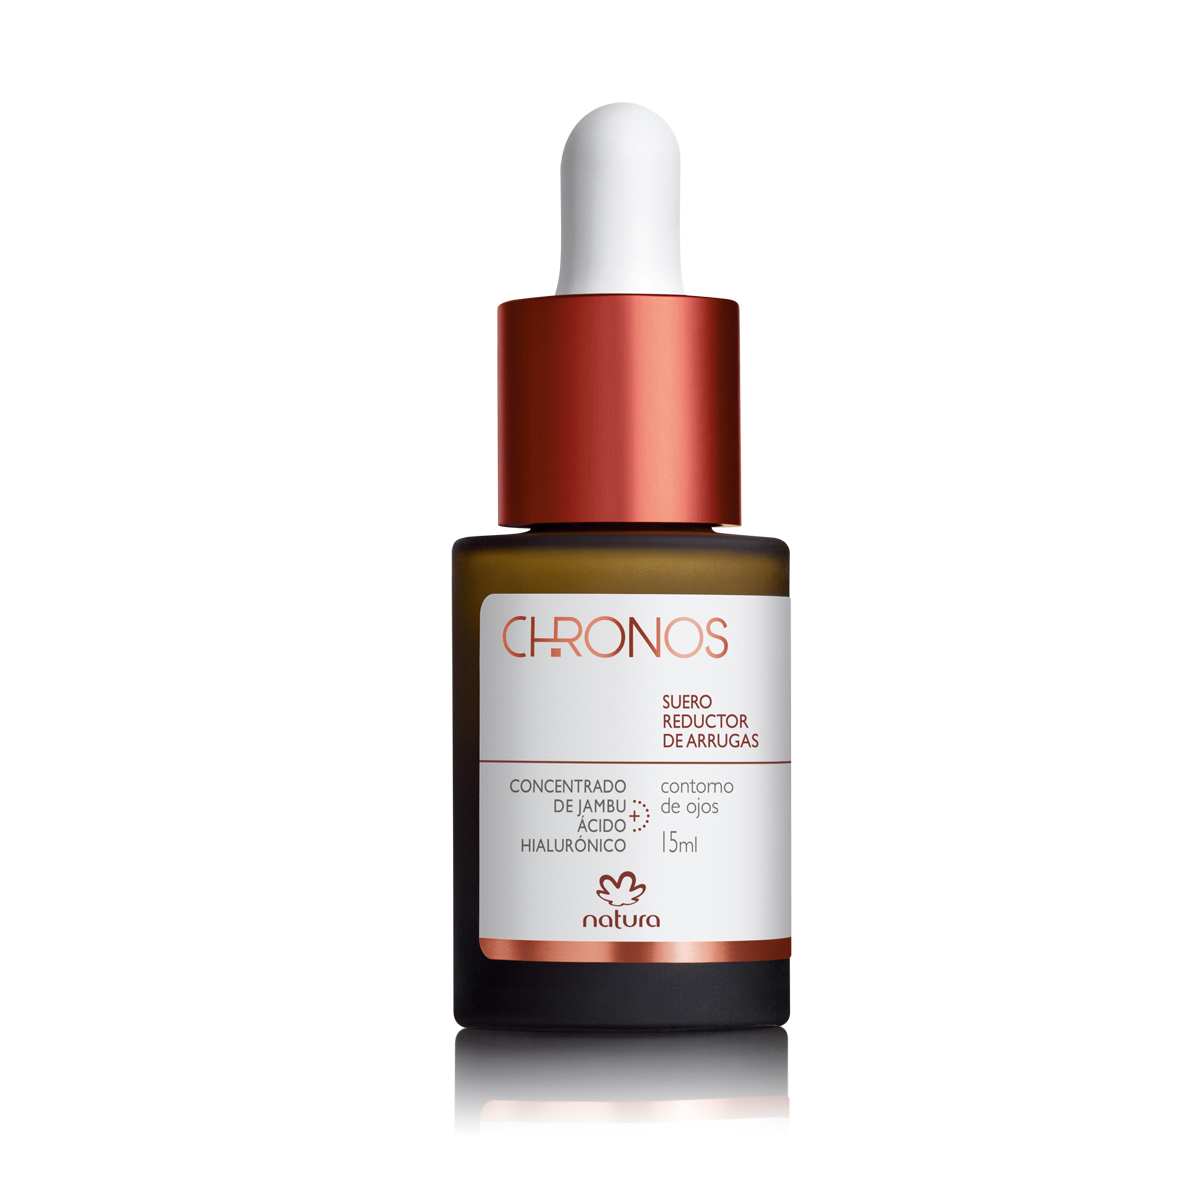 CHRONOS
SUERO
REDUCTOR
DE ARRUGAS
CONCENTRADO
DE JAMBU
ÁCIDO
HIALURÓNICO
+
contorno
de ojos
15ml
natura